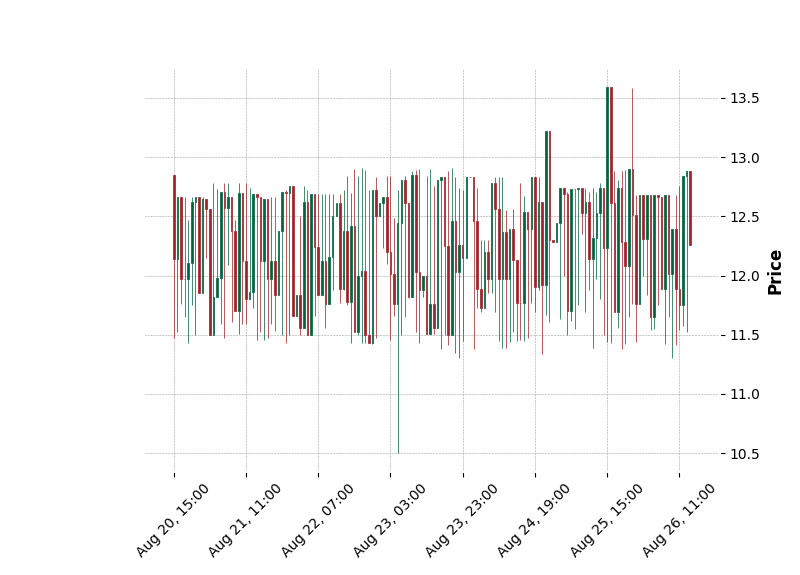 13.5
13.0
12.5
12.0
11.5
11.0
10.5
Price
Aug 20, 15:00
Aug 21, 11:00
Aug 22, 07:00
Aug 23, 03:00
Aug 23, 23:00
Aug 24, 19:00
Aug 25, 15:00
Aug 26, 11:00